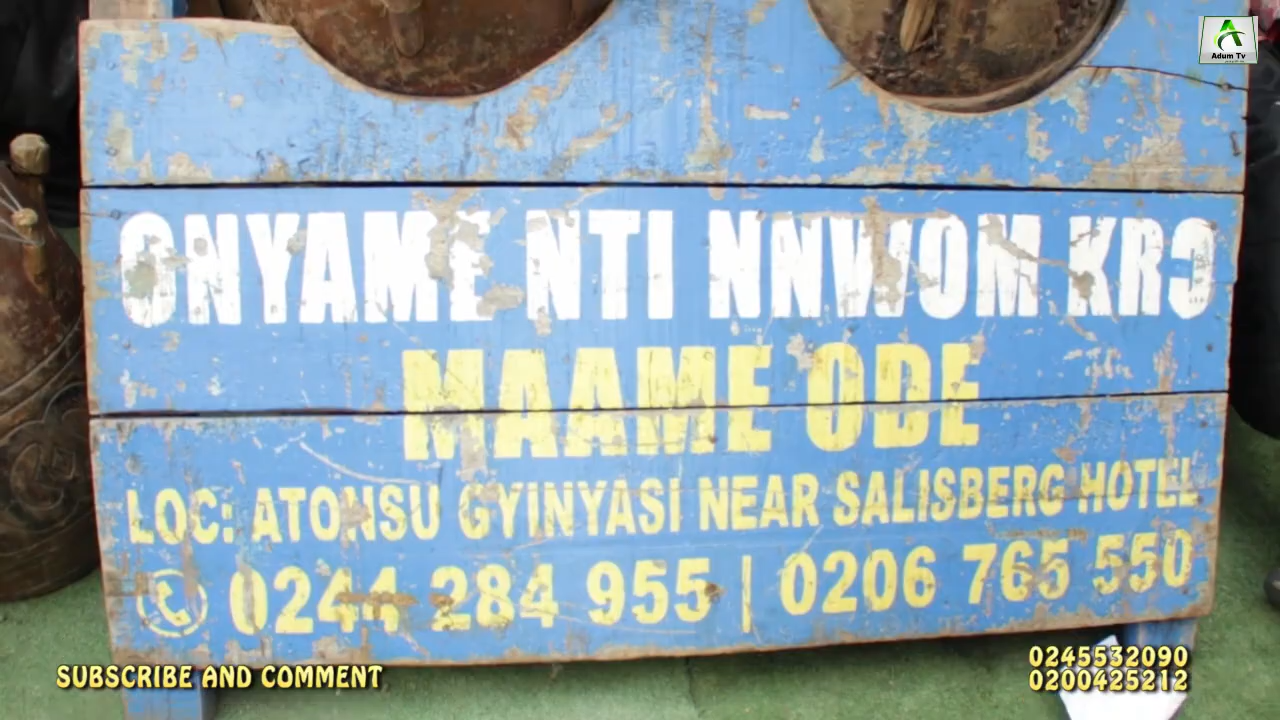 Adum Tv
ONYAME NTI NNWOM KRƆ
MAAME ODE
LOC: ATONSU GYINYASI NEAR SALISBERG HOTEL
0244 284 955 | 0206 765 550
SUBSCRIBE AND COMMENT
0245532090
0200425212